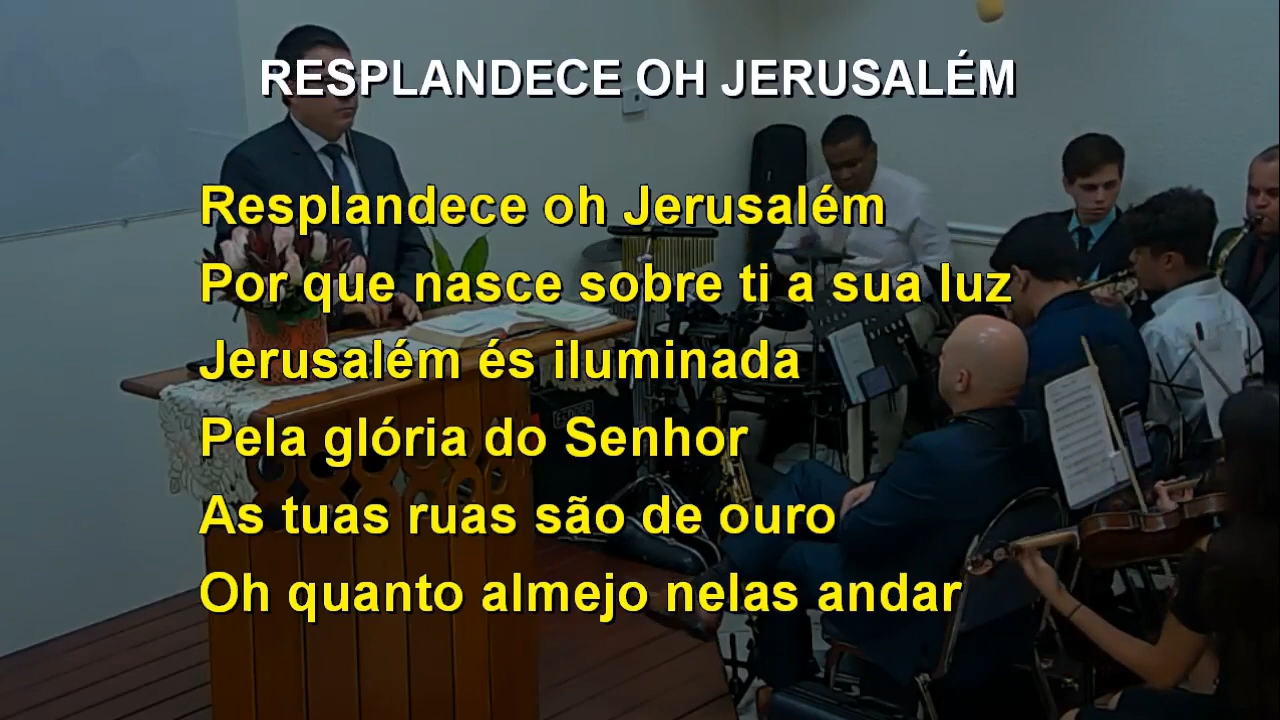 RESPLANDECE OH JERUSALÉM
Resplandece oh Jerusalém
Por que nasce sobre ti a sua luz
Jerusalém és iluminada
Pela glória do Senhor
As tuas ruas são de ouro
Oh quanto almejo nelas andar